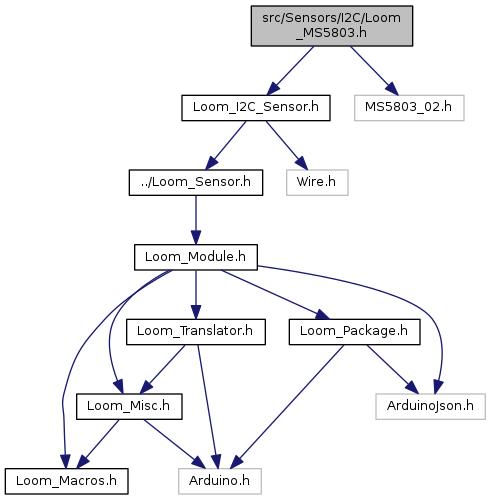 src/Sensors/I2C/Loom
_MS5803.h
Loom_I2C_Sensor.h
MS5803_02.h
../Loom_Sensor.h
Wire.h
Loom_Module.h
Loom_Translator.h
Loom_Package.h
Loom_Misc.h
ArduinoJson.h
Loom_Macros.h
Arduino.h